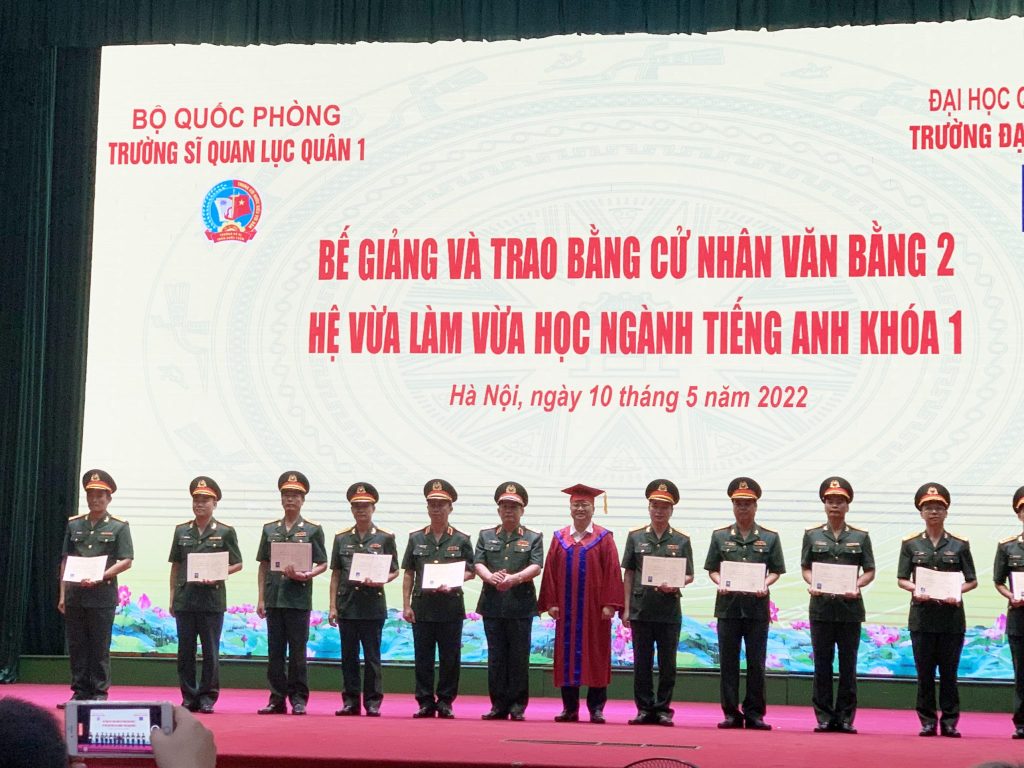 BỘ QUỐC PHÒNG
TRƯỜNG SĨ QUAN LỤC QUÂN 1
ĐẠI HỌC
TRƯỜNG
BẾ GIẢNG VÀ TRAO BẰNG CỬ NHÂN VĂN BẰNG 2
HỆ VỪA LÀM VỪA HỌC NGÀNH TIẾNG ANH KHÓA 1
Hà Nội, ngày 10 tháng 5 năm 2022